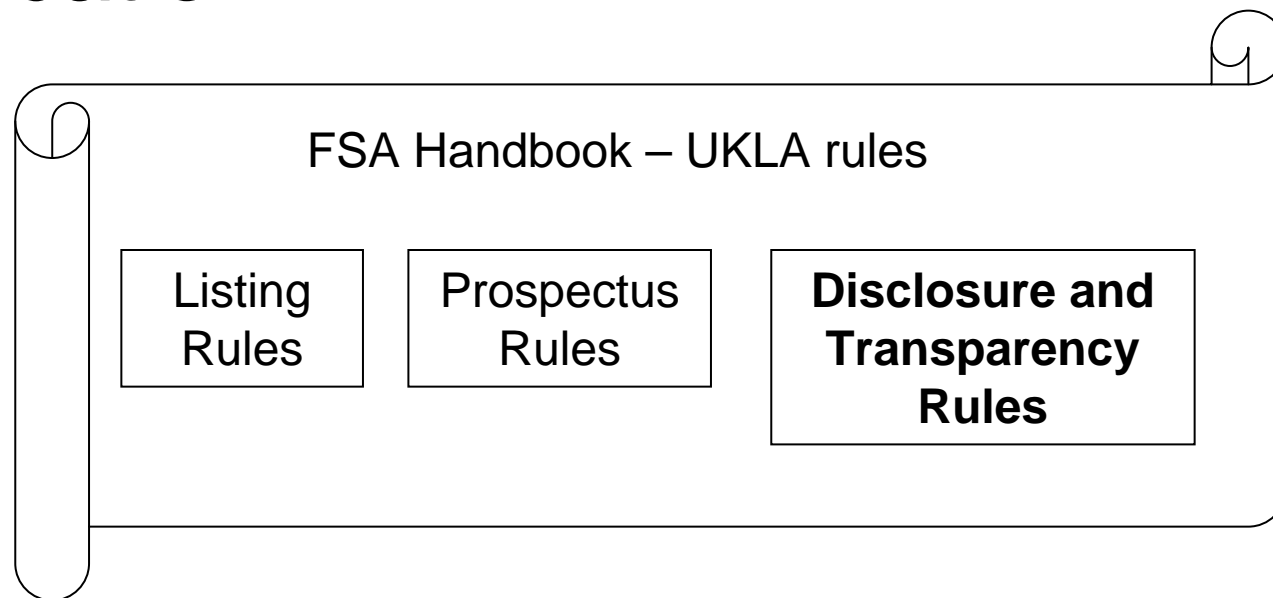 FSA Handbook – UKLA rules
Listing
Rules
Prospectus
Rules
Disclosure and
Transparency
Rules